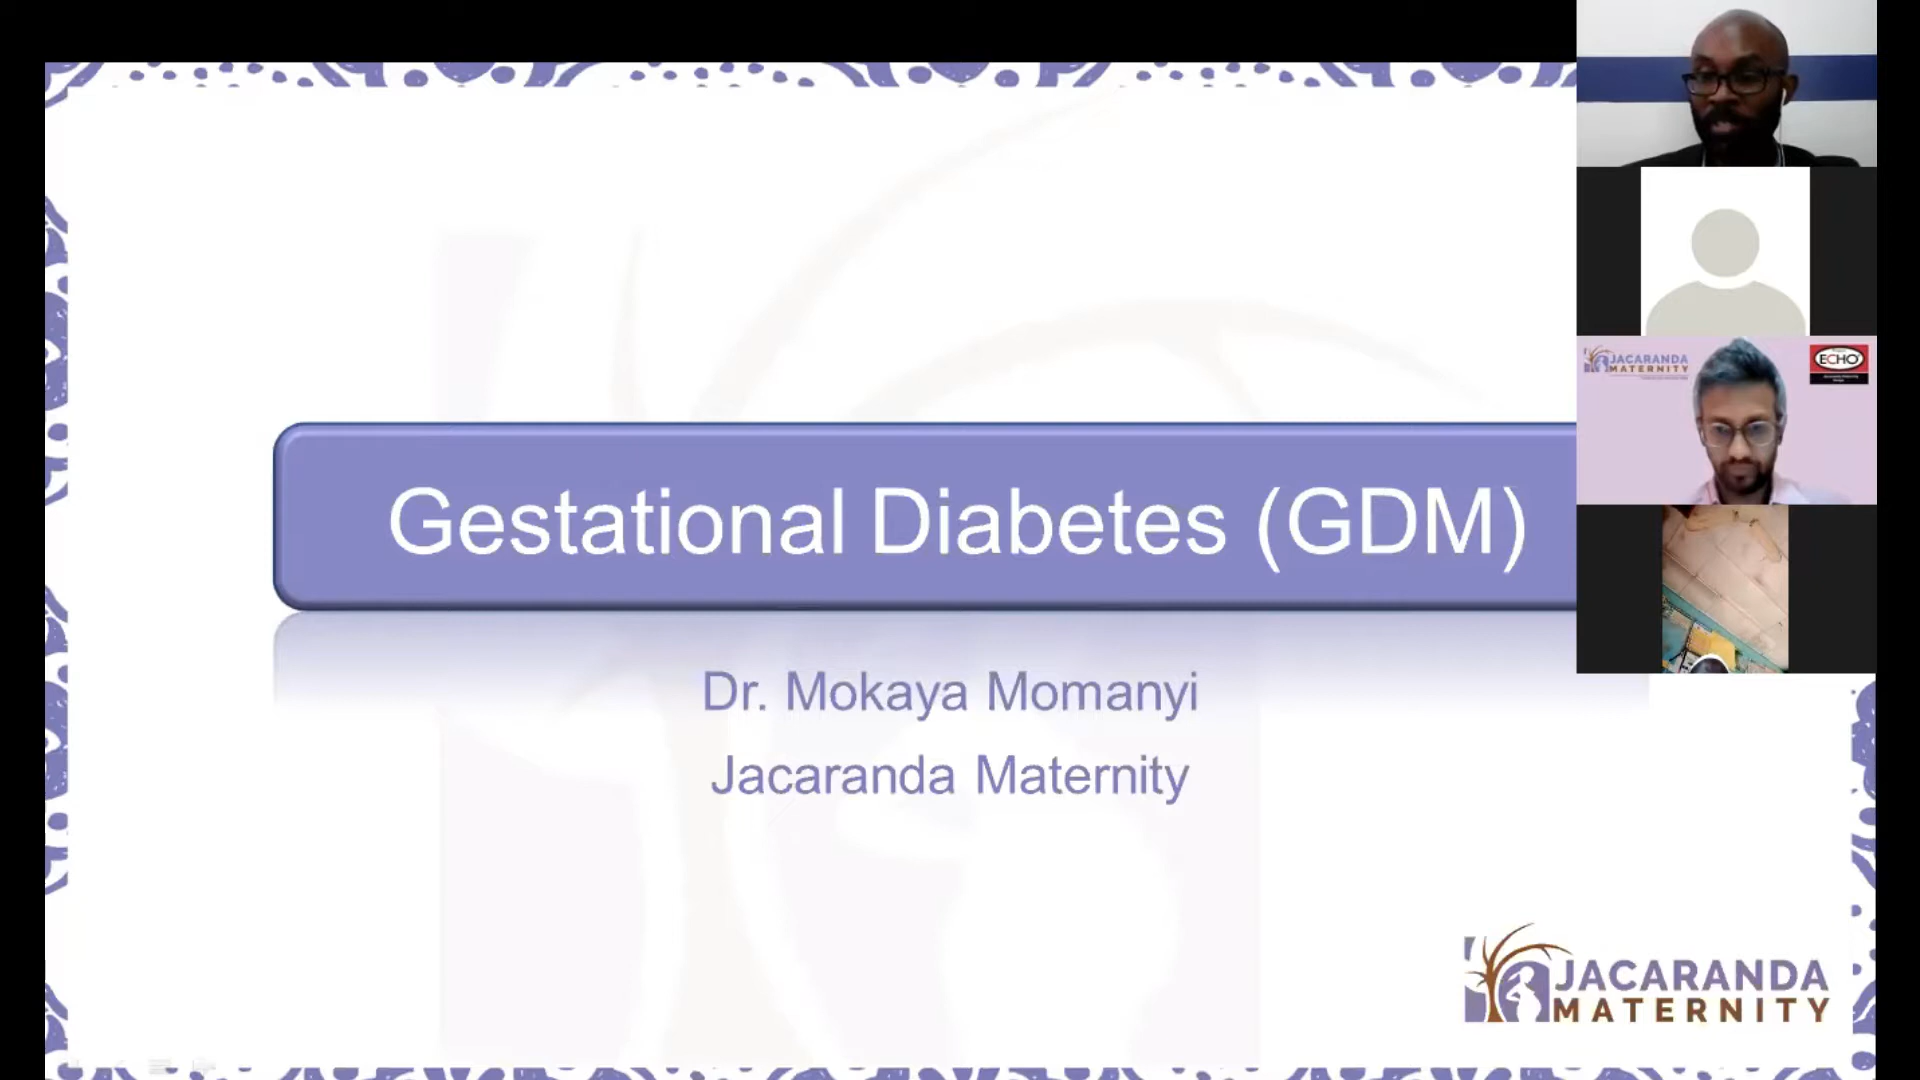 Gestational Diabetes (GDM)
Dr. Mokaya Momanyi
Jacaranda Maternity
JACARANDA
MATERNITY
JACARANDA
MATERNITY
ECHO